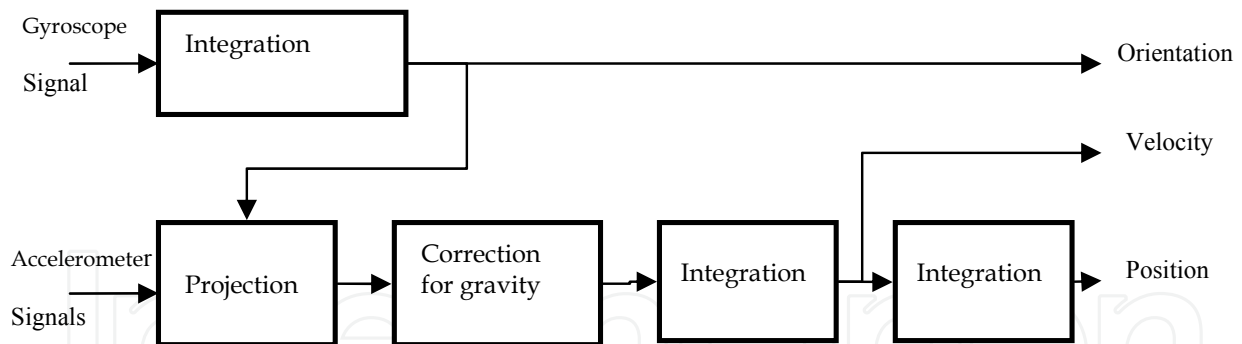 Gyroscope
Signal
Integration
Orientation
Velocity
Accelerometer
Signals
Projection
Correction
for gravity
Integration
Integration
Position